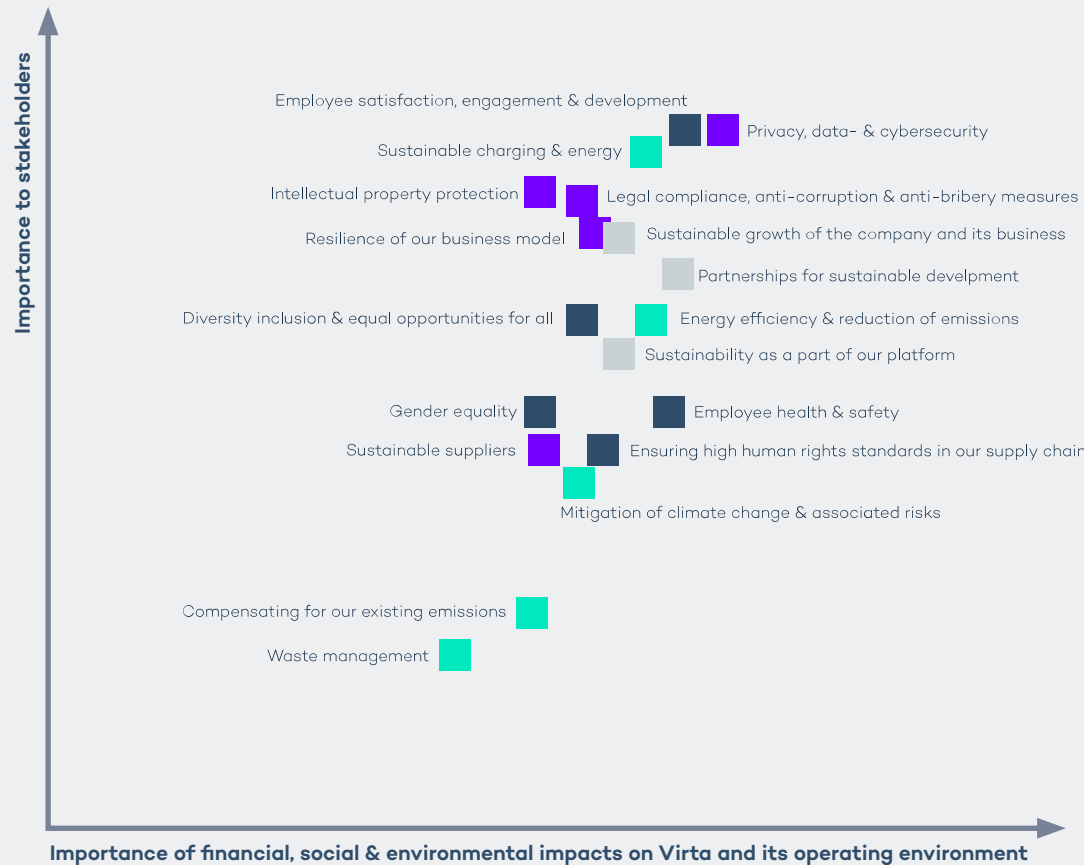 Importance to stakeholders
Employee satisfaction, engagement & development
Privacy, data- & cybersecurity
Sustainable charging & energy
Intellectual property protection
Legal compliance, anti-corruption & anti-bribery measures
Resilience of our business model
Sustainable growth of the company and its business
Partnerships for sustainable develpment
Diversity inclusion & equal opportunities for all
Energy efficiency & reduction of emissions
Sustainability as a part of our platform
Gender equality
Employee health & safety
Sustainable suppliers
Ensuring high human rights standards in our supply chain
Mitigation of climate change & associated risks
Compensating for our existing emissions
Waste management
Importance of financial, social & environmental impacts on Virta and its operating environment